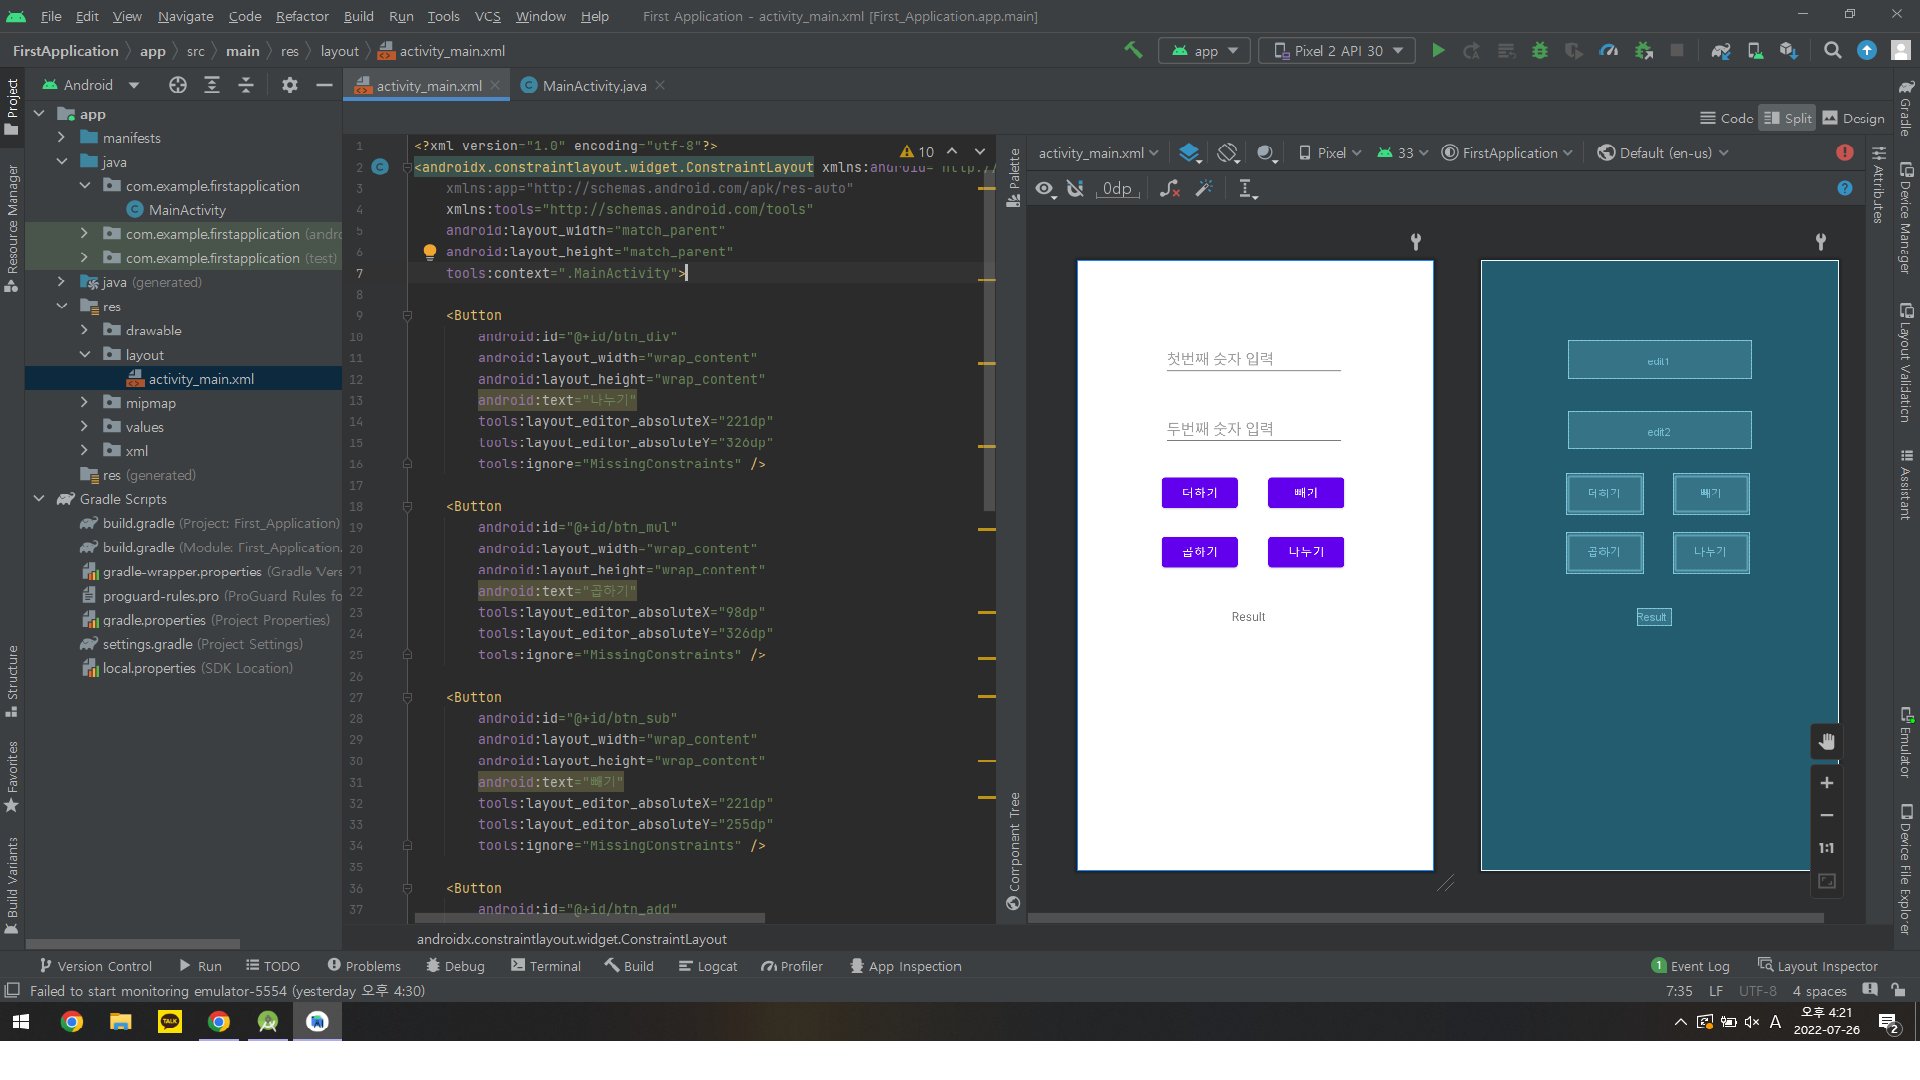 File Edit View Navigate Code Refactor Build Run Tools VCS Window Help First Application - activity_main.xml [First_Application.app.main]
FirstApplication app src main res layout activity_main.xml app Pixel 2 API 30
Project
Resource Manager
Structure
Favorites
Build Variants
Android
app
manifests
java
com.example.firstapplication
MainActivity
com.example.firstapplication (andro
com.example.firstapplication (test)
java (generated)
res
drawable
layout
activity_main.xml
mipmap
values
xml
res (generated)
Gradle Scripts
build.gradle (Project: First_Application)
build.gradle (Module: First_Application.
gradle-wrapper.properties (Gradle Vers
proguard-rules.pro (ProGuard Rules fo
gradle.properties (Project Properties)
settings.gradle (Project Settings)
local.properties (SDK Location)
activity_main.xml MainActivity.java
Code Split Design
10
1 <?xml version="1.0" encoding="utf-8"?>
2 <androidx.constraintlayout.widget.ConstraintLayout xmlns:android="http://
3 xmlns:app="http://schemas.android.com/apk/res-auto"
4 xmlns:tools="http://schemas.android.com/tools"
5 android:layout_width="match_parent"
6 android:layout_height="match_parent"
7 tools:context=".MainActivity">
8
9 <Button
10 android:id="@+id/btn_div"
11 android:layout_width="wrap_content"
12 android:layout_height="wrap_content"
13 android:text="나누기"
14 tools:layout_editor_absoluteX="221dp"
15 tools:layout_editor_absoluteY="326dp"
16 tools:ignore="MissingConstraints" />
17
18 <Button
19 android:id="@+id/btn_mul"
20 android:layout_width="wrap_content"
21 android:layout_height="wrap_content"
22 android:text="곱하기"
23 tools:layout_editor_absoluteX="98dp"
24 tools:layout_editor_absoluteY="326dp"
25 tools:ignore="MissingConstraints" />
26
27 <Button
28 android:id="@+id/btn_sub"
29 android:layout_width="wrap_content"
30 android:layout_height="wrap_content"
31 android:text="빼기"
32 tools:layout_editor_absoluteX="221dp"
33 tools:layout_editor_absoluteY="255dp"
34 tools:ignore="MissingConstraints" />
35
36 <Button
37 android:id="@+id/btn_add"
androidx.constraintlayout.widget.ConstraintLayout
Palette
Component Tree
activity_main.xml Pixel 33 FirstApplication Default (en-us)
0dp
첫번째 숫자 입력
두번째 숫자 입력
더하기 빼기
곱하기 나누기
Result
edit1
edit2
더하기 빼기
곱하기 나누기
Result
1:1
Attributes
Gradle
Device Manager
Layout Validation
Assistant
Emulator
Device File Explorer
Version Control Run TODO Problems Debug Terminal Build Logcat Profiler App Inspection 1 Event Log Layout Inspector
Failed to start monitoring emulator-5554 (yesterday 오후 4:30) 7:35 LF UTF-8 4 spaces
TALK
A
오후 4:21
2022-07-26
2